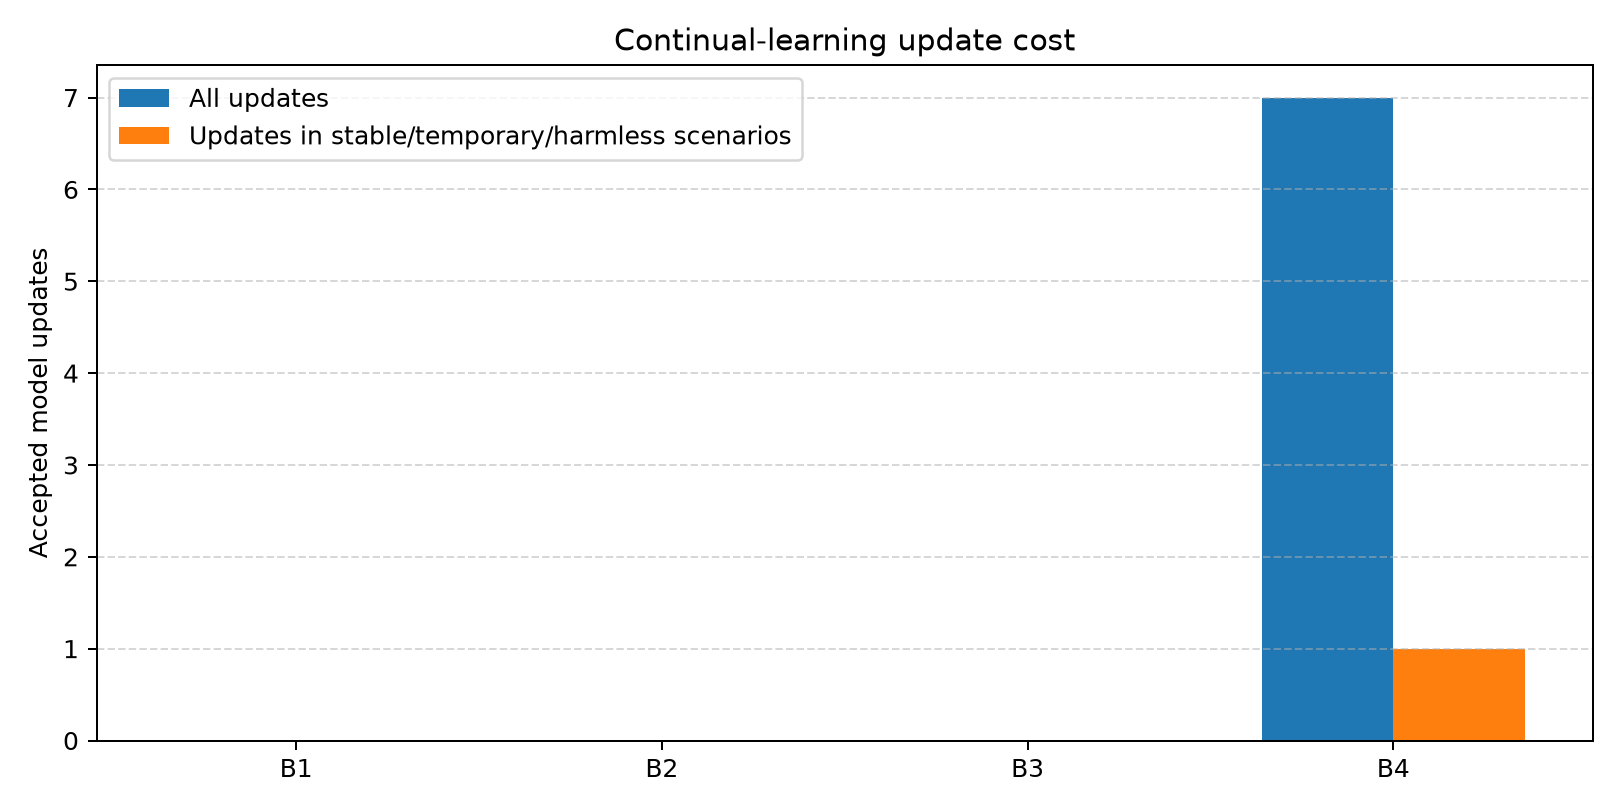 Continual-learning update cost
All updates
Updates in stable/temporary/harmless scenarios
Accepted model updates
7
6
5
4
3
2
1
0
B1 B2 B3 B4